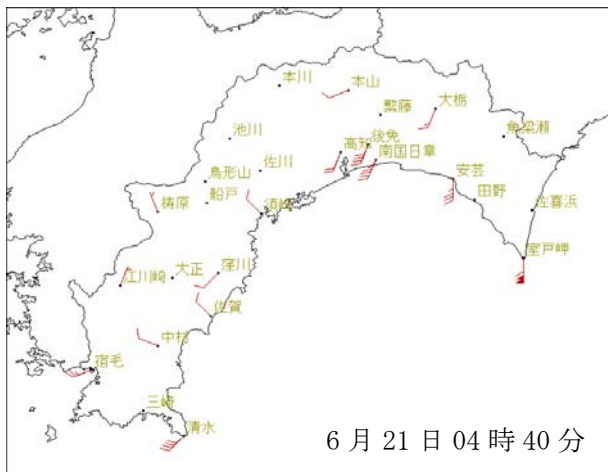 本川
本山
繁藤
大栃
魚梁瀬
池川
高知
後免
南国日章
鳥形山
佐川
安芸
船戸
田野
佐喜浜
梼原
須崎
室戸岬
江川崎
大正
窪川
佐賀
中村
宿毛
三崎
清水
6月21日04時40分